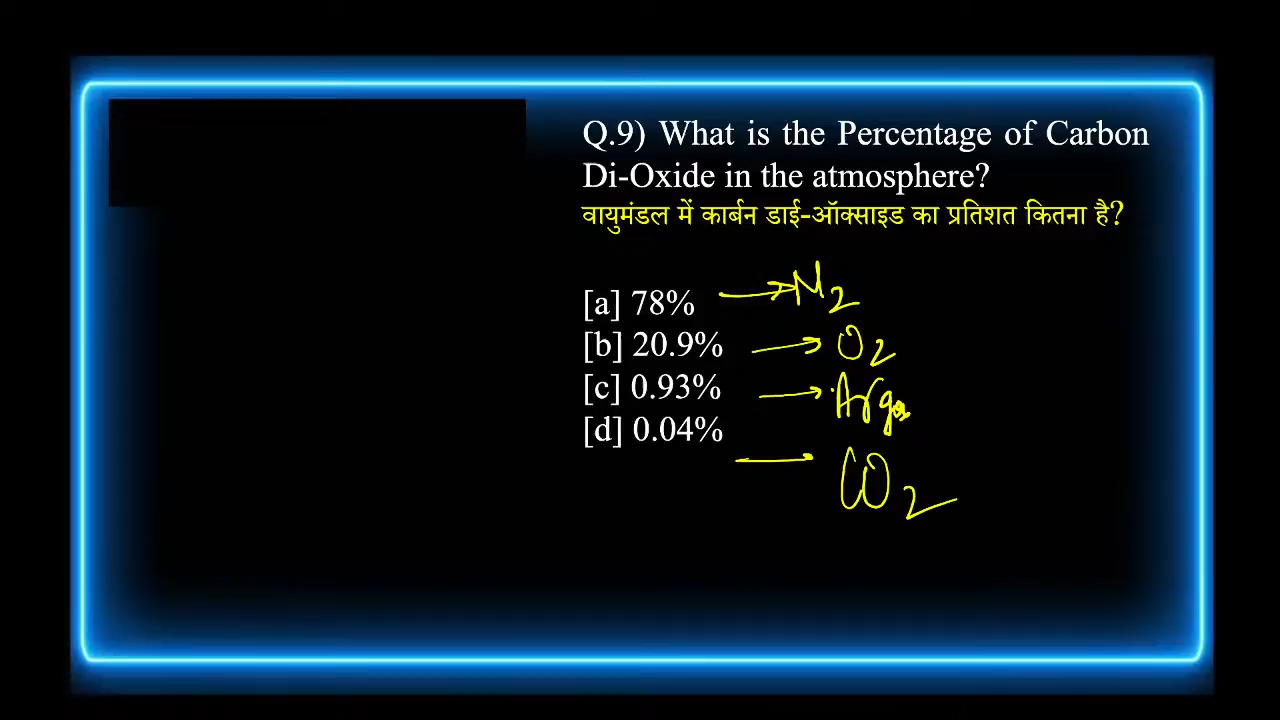 Q.9) What is the Percentage of Carbon
Di-Oxide in the atmosphere?
वायुमंडल में कार्बन डाई-ऑक्साइड का प्रतिशत कितना है?
[a] 78% → N2
[b] 20.9% → O2
[c] 0.93% → Argon
[d] 0.04% → CO2